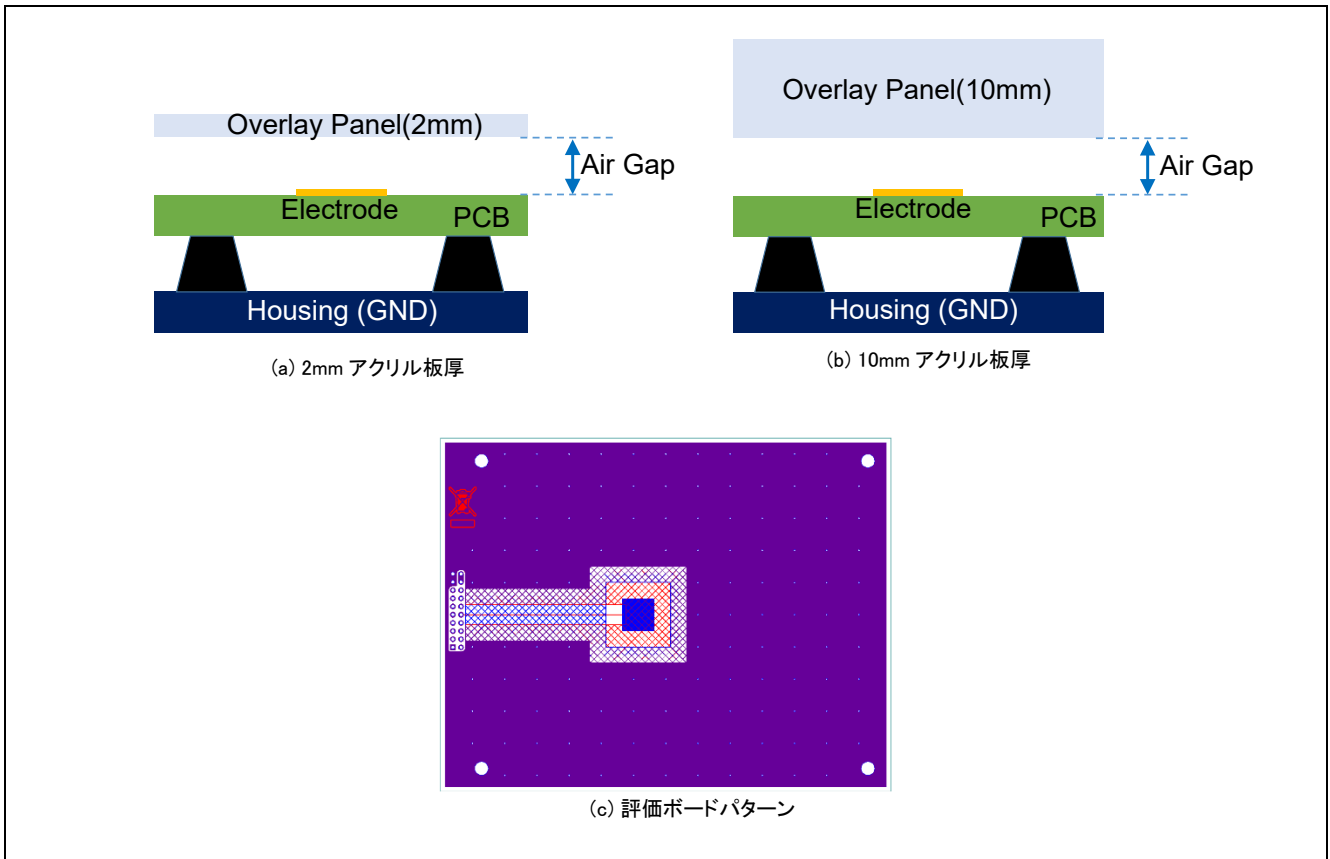 Overlay Panel(2mm)
Air Gap
Electrode
PCB
Housing (GND)
(a) 2mm アクリル板厚
Overlay Panel(10mm)
Air Gap
Electrode
PCB
Housing (GND)
(b) 10mm アクリル板厚
(c) 評価ボードパターン